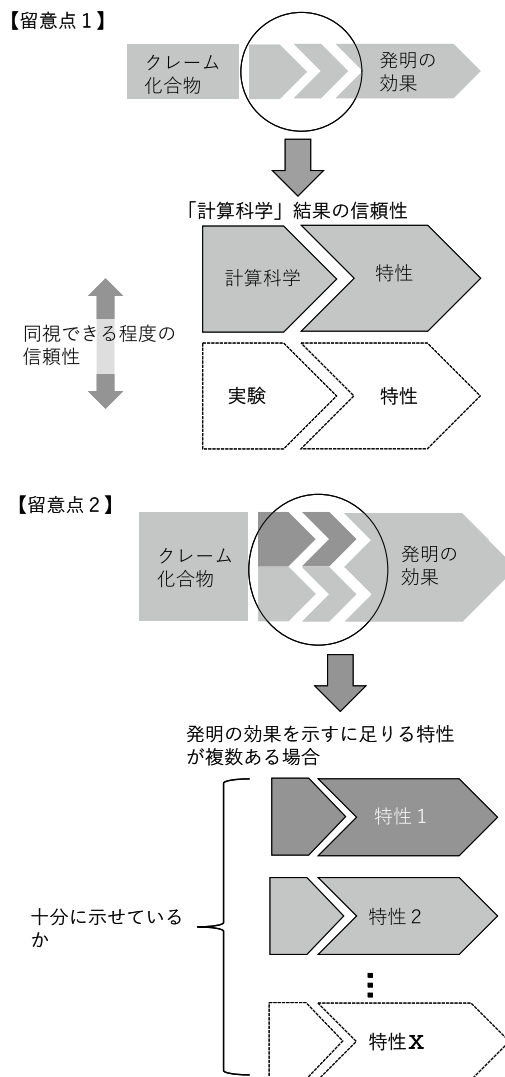 【留意点１】
クレーム
化合物
発明の
効果
「計算科学」結果の信頼性
計算科学
特性
同視できる程度の
信頼性
実験
特性
【留意点２】
クレーム
化合物
発明の
効果
発明の効果を示すに足りる特性
が複数ある場合
特性１
十分に示せている
か
特性２
⋮
特性X